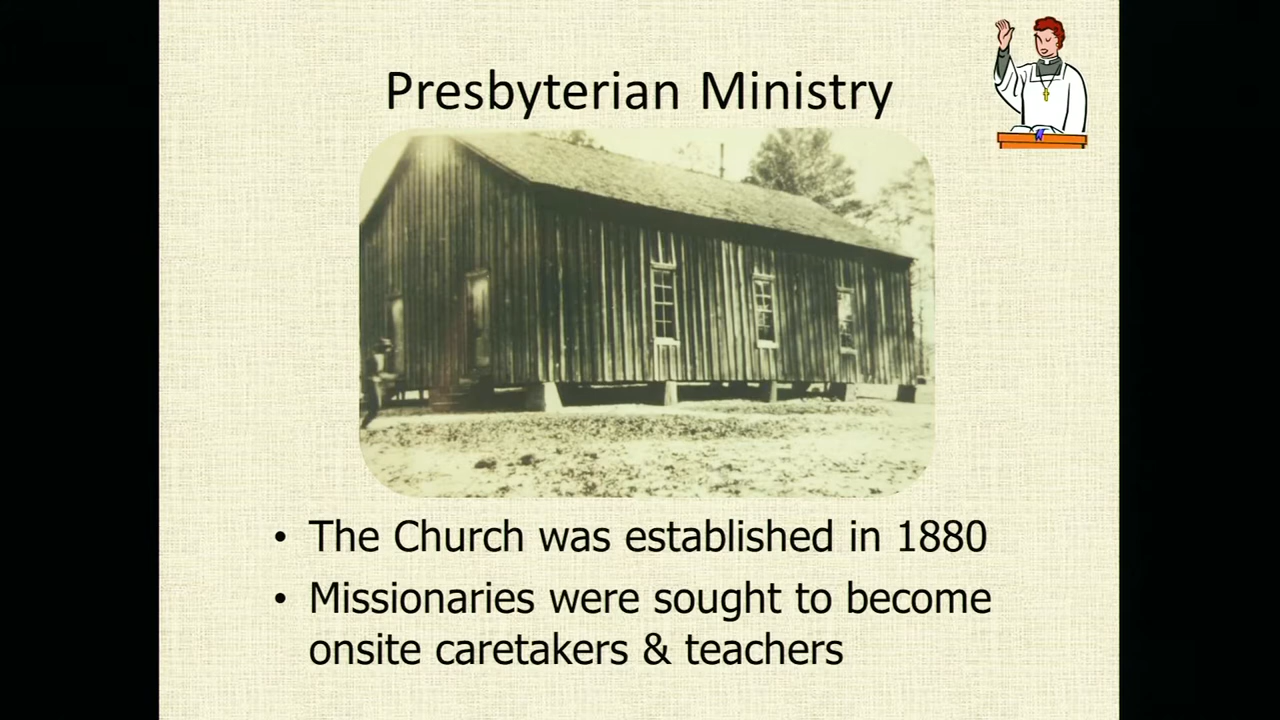 Presbyterian Ministry
• The Church was established in 1880
• Missionaries were sought to become
onsite caretakers & teachers